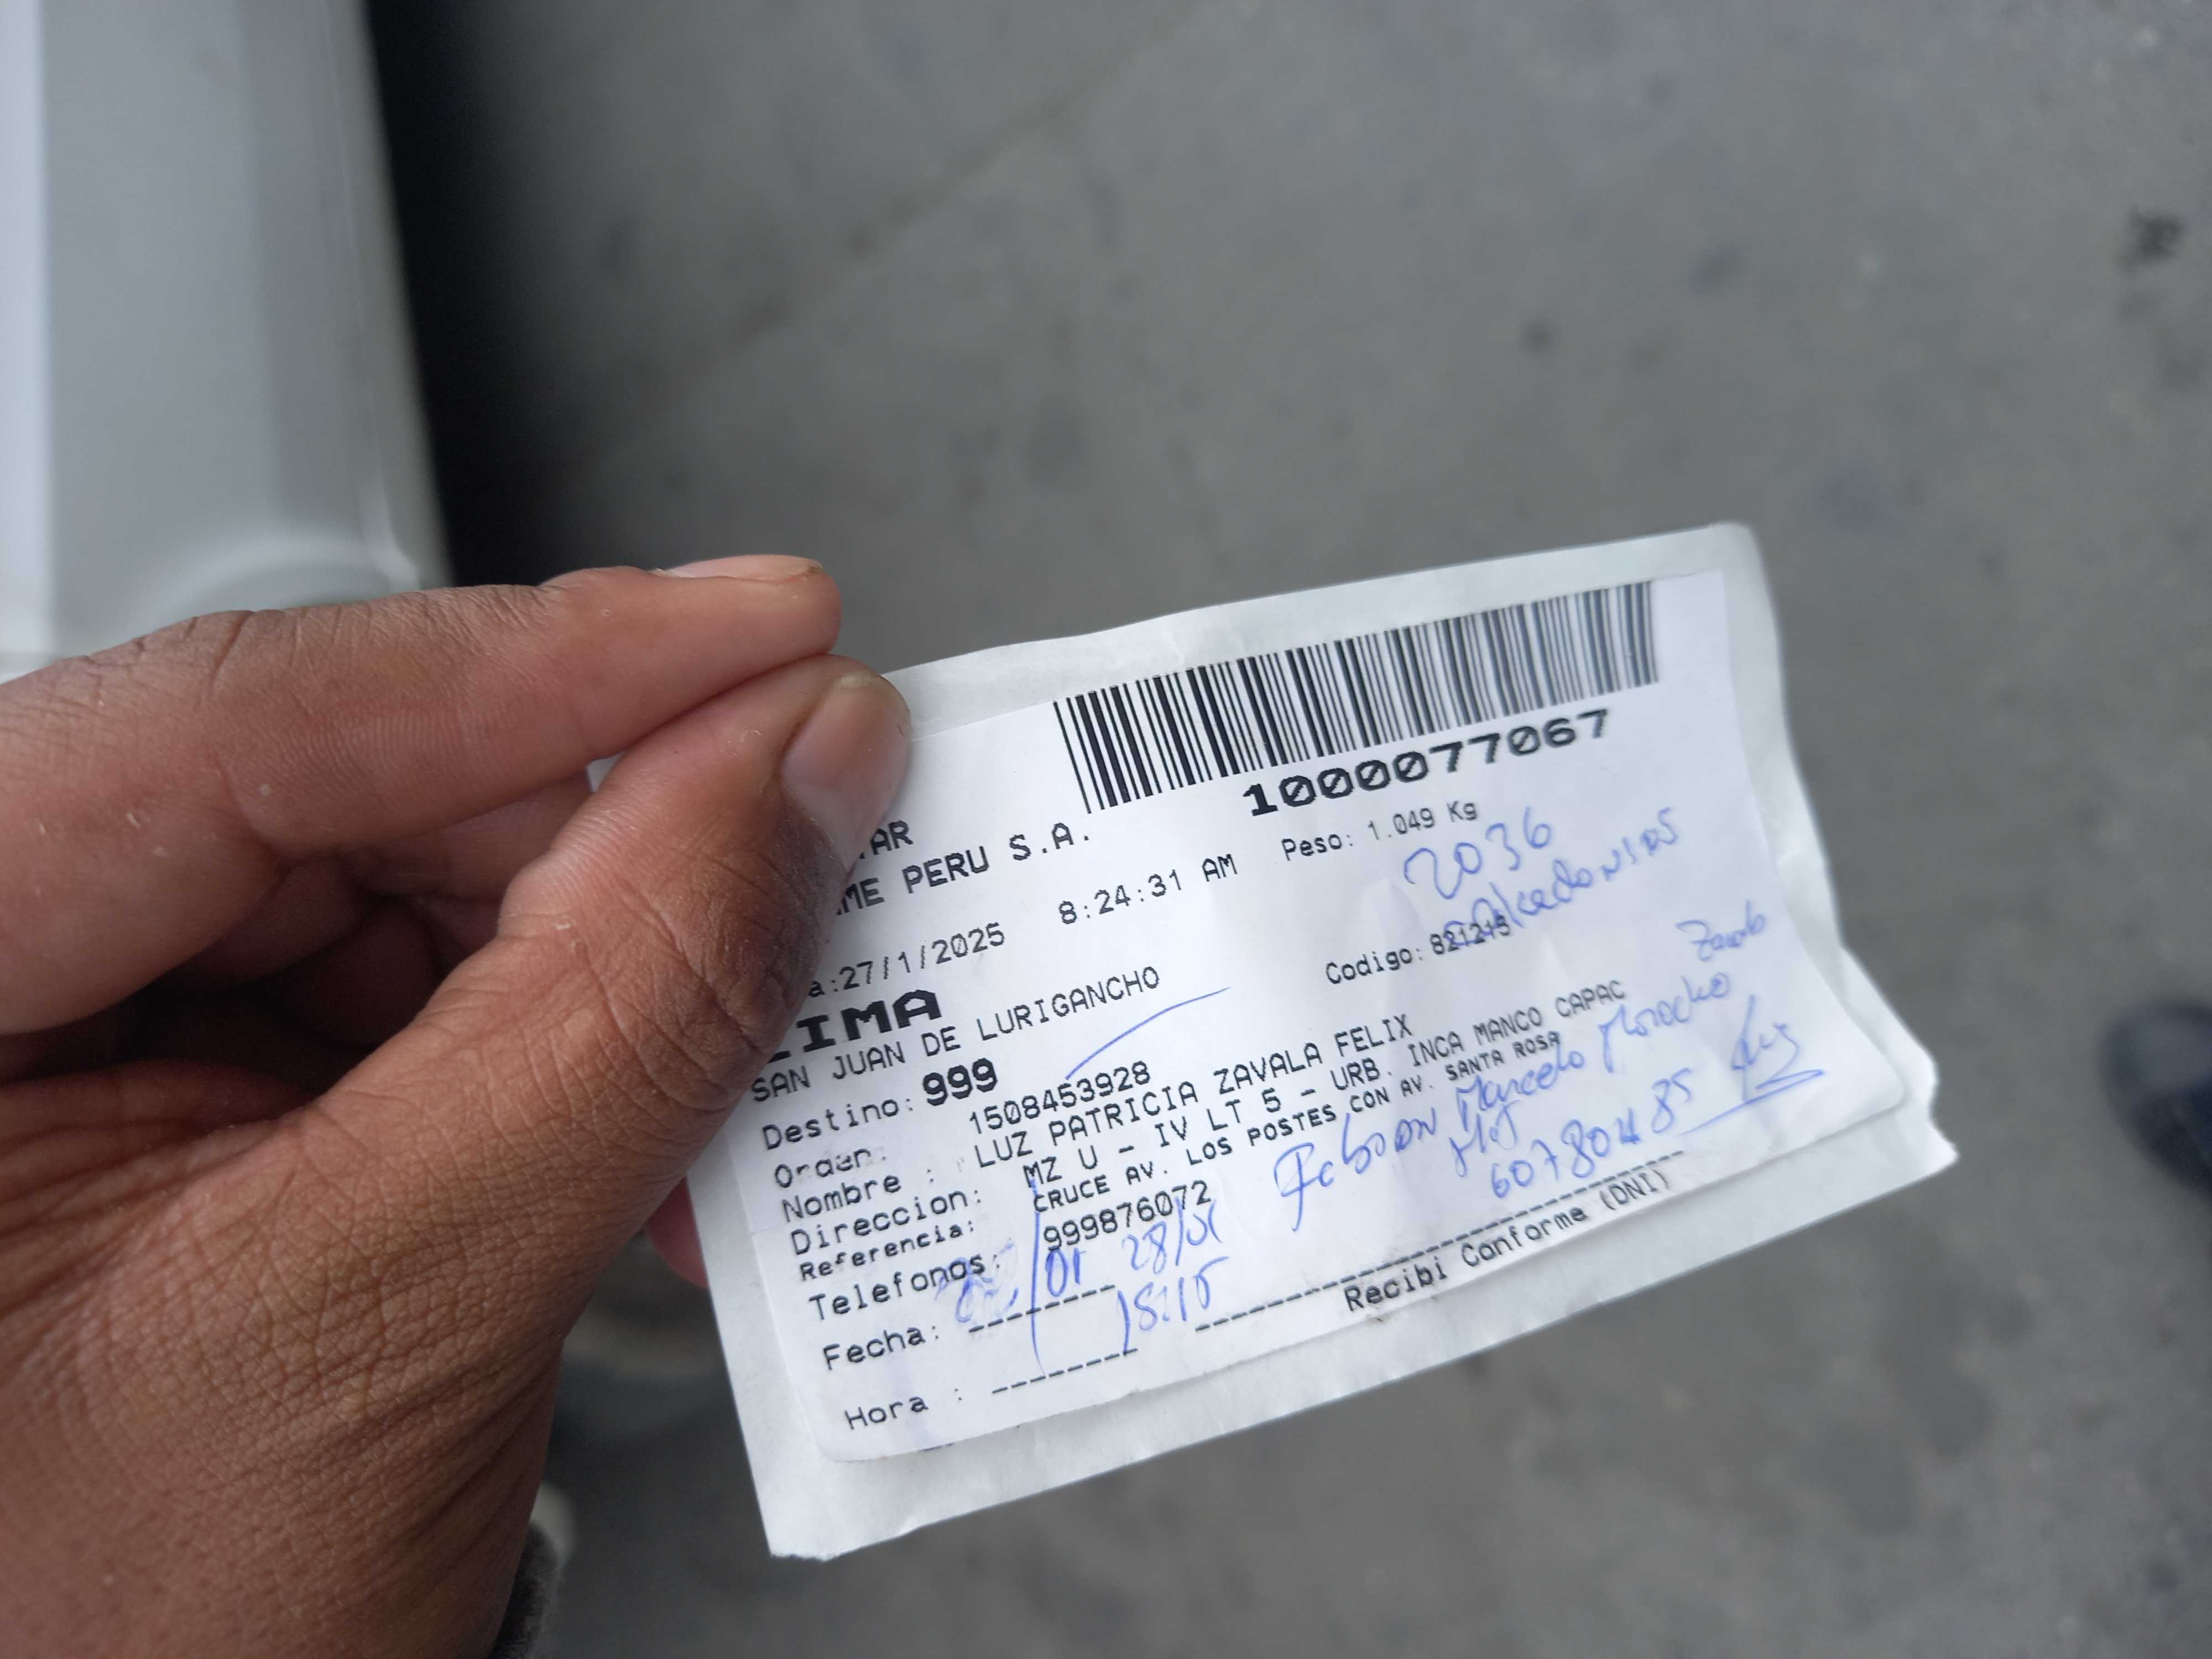 1000077067
AR
ME PERU S.A.
a:27/1/2025 8:24:31 AM Peso: 1.049 Kg
2036
LIMA
SAN JUAN DE LURIGANCHO Codigo: 821215
Destino: 999
Orden: 1508453928
Nombre : LUZ PATRICIA ZAVALA FELIX
Direccion: MZ U - IV LT 5 - URB. INCA MANCO CAPAC
Referencia: CRUCE AV. LOS POSTES CON AV. SANTA ROSA
Telefonos: 999876072
Marcelo
Fecha: /01 28/01
18:15
Hora :
Recibi Conforme (DNI)